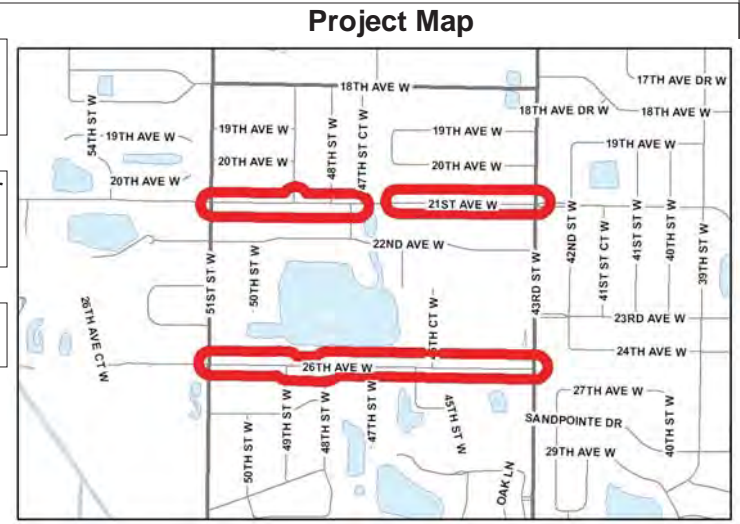 Project Map
17TH AVE DR W
18TH AVE W
54TH ST W
18TH AVE DR W
18TH AVE W
19TH AVE W
19TH AVE W
48TH ST W
47TH ST CT W
19TH AVE W
19TH AVE W
20TH AVE W
20TH AVE W
20TH AVE W
21ST AVE W
42ND ST W
41ST ST CT W
41ST ST W
40TH ST W
39TH ST W
22ND AVE W
51ST ST W
50TH ST W
43RD ST W
26TH AVE CT W
23RD AVE W
24TH AVE W
26TH AVE W
27TH AVE W
50TH ST W
49TH ST W
48TH ST W
47TH ST W
45TH ST W
SANDPOINTE DR
40TH ST W
29TH AVE W
OAK LN